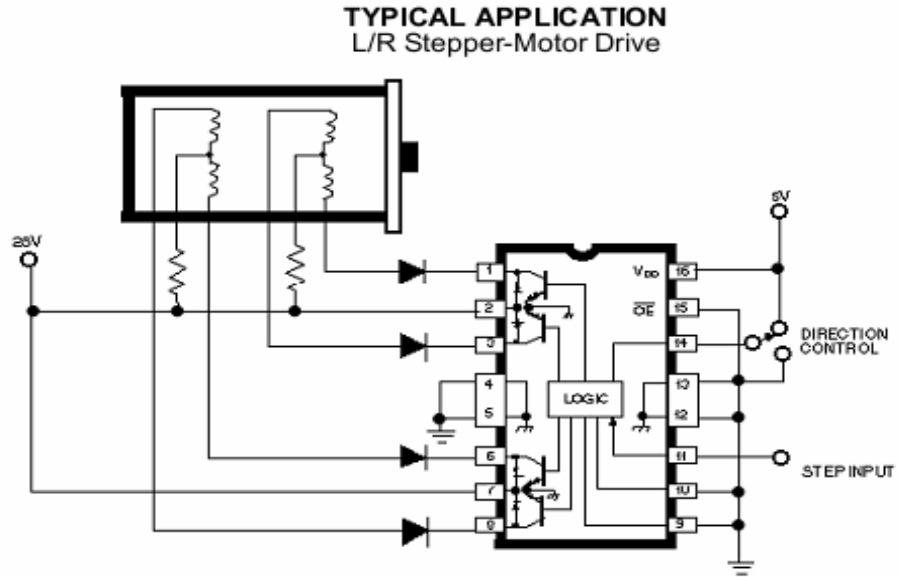 TYPICAL APPLICATION
L/R Stepper-Motor Drive
5V
28V
1
VDD
16
2
OE
15
3
14
DIRECTION
CONTROL
4
13
5
LOGIC
12
6
11
STEP INPUT
7
10
8
9